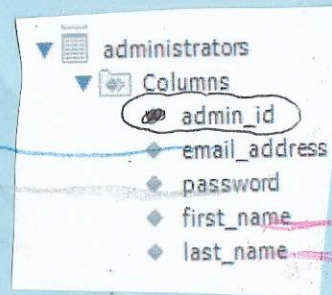 administrators
Columns
admin_id
email_address
password
first_name
last_name